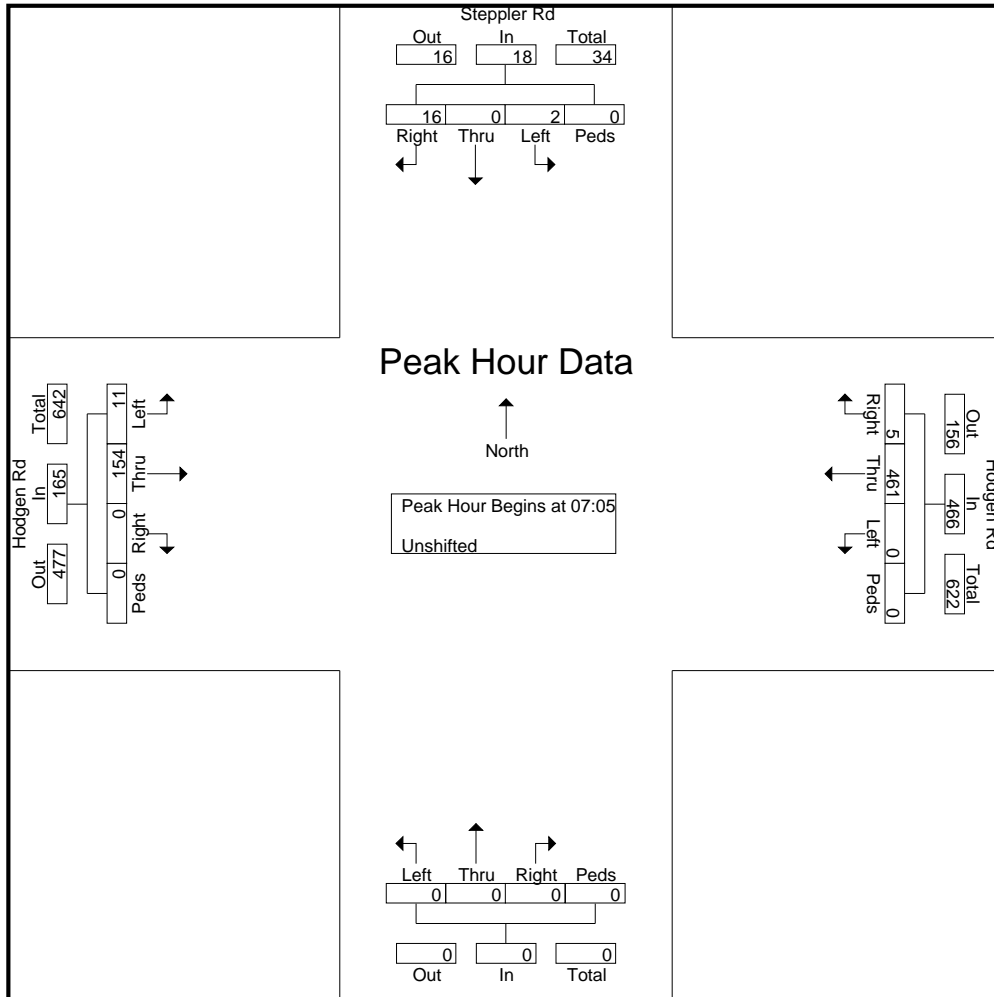 Steppler Rd
Out In Total
16 18 34
16 0 2 0
Right Thru Left Peds
Peak Hour Data
North
Peak Hour Begins at 07:05
Unshifted
Hodgen Rd
Out In Total
477 165 642
0 0 154 11
Peds Right Thru Left
Hodgen Rd
Out In Total
156 466 622
5 461 0 0
Right Thru Left Peds
Left Thru Right Peds
0 0 0 0
0 0 0
Out In Total